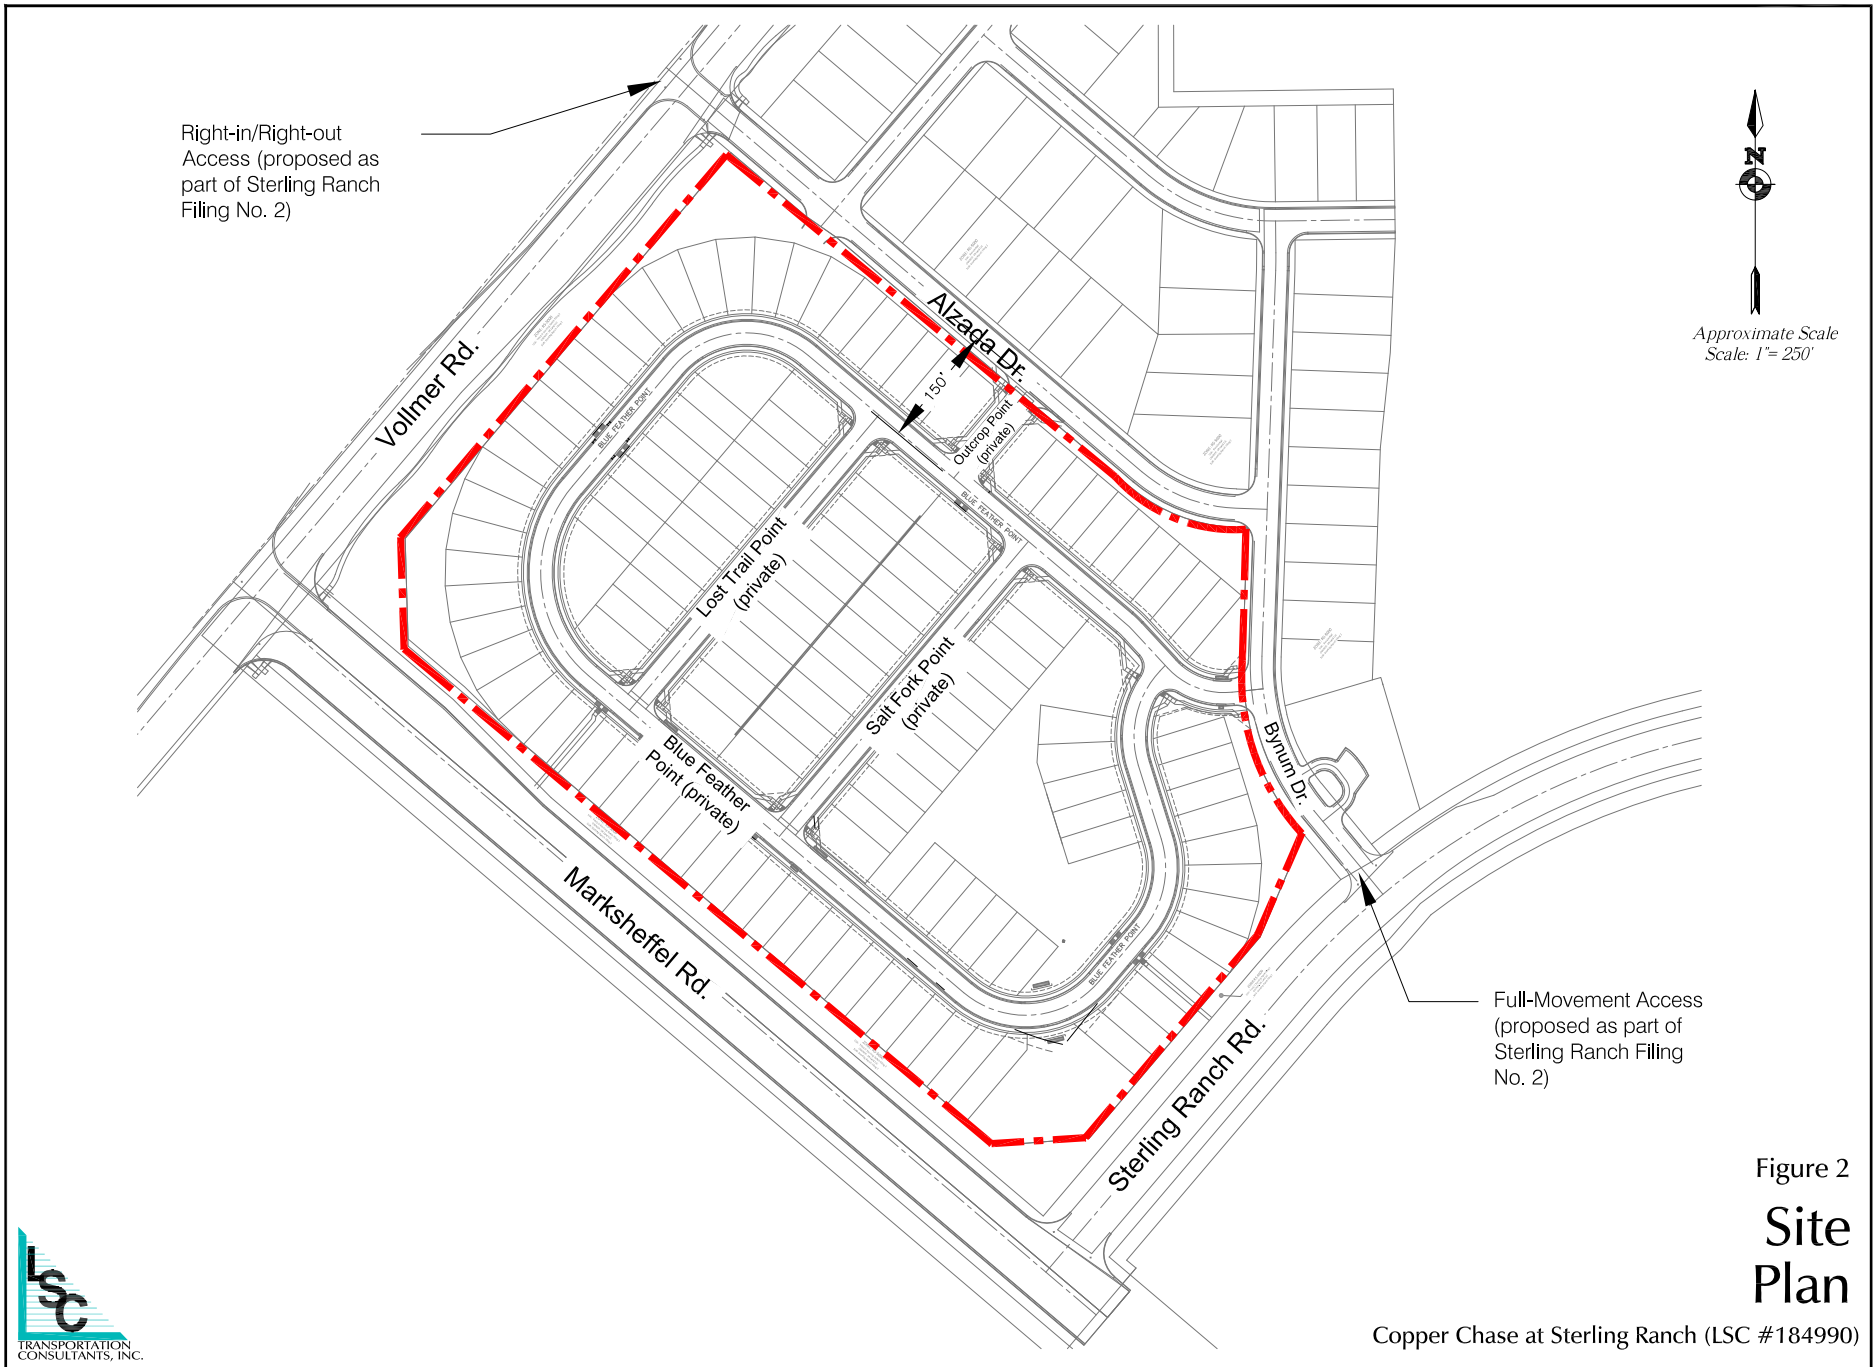 Right-in/Right-out
Access (proposed as
part of Sterling Ranch
Filing No. 2)
N
Approximate Scale
Scale: 1"= 250'
Vollmer Rd.
Alzada Dr.
150'
Outcrop Point
(private)
BLUE FEATHER POINT
BLUE FEATHER POINT
Lost Trail Point
(private)
Salt Fork Point
(private)
Blue Feather
Point (private)
Bynum Dr.
BLUE FEATHER POINT
Marksheffel Rd.
Sterling Ranch Rd.
Full-Movement Access
(proposed as part of
Sterling Ranch Filing
No. 2)
Figure 2
Site
Plan
Copper Chase at Sterling Ranch (LSC #184990)
LSC
TRANSPORTATION
CONSULTANTS, INC.